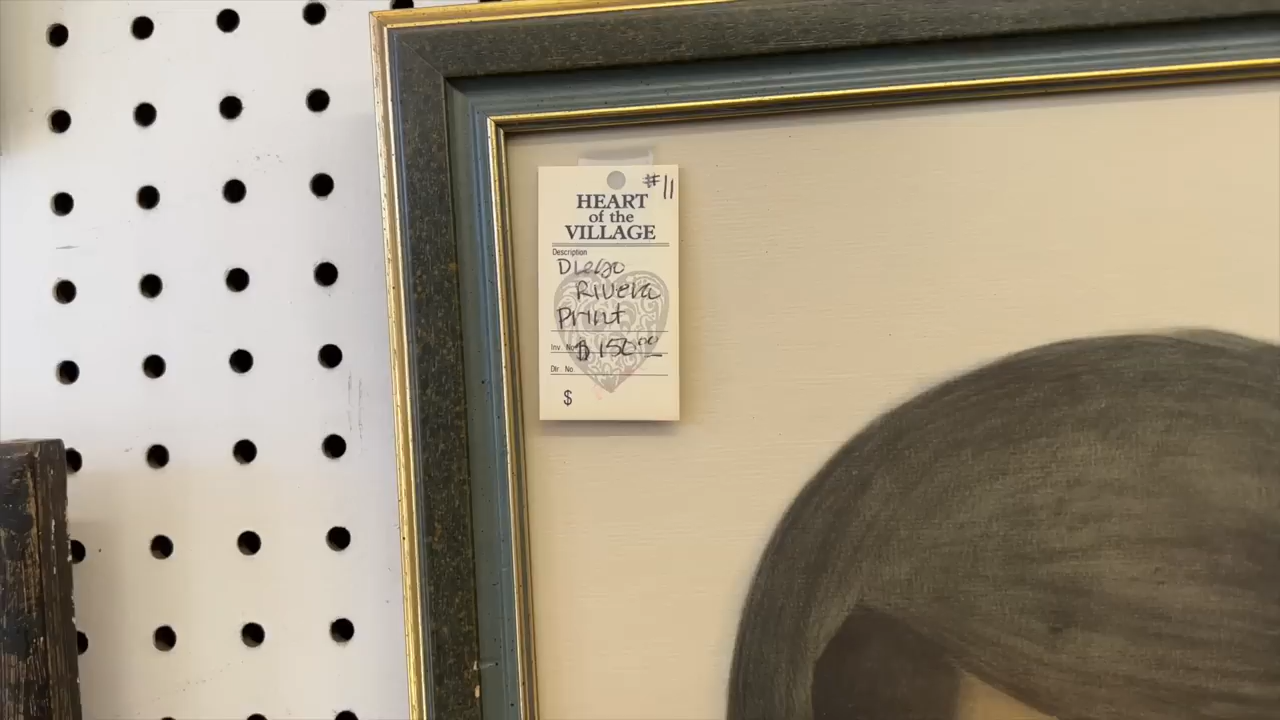 #11
HEART
of the
VILLAGE
Description
Diego
Rivera
Print
Inv. No. $150.00
Dlr. No.
$